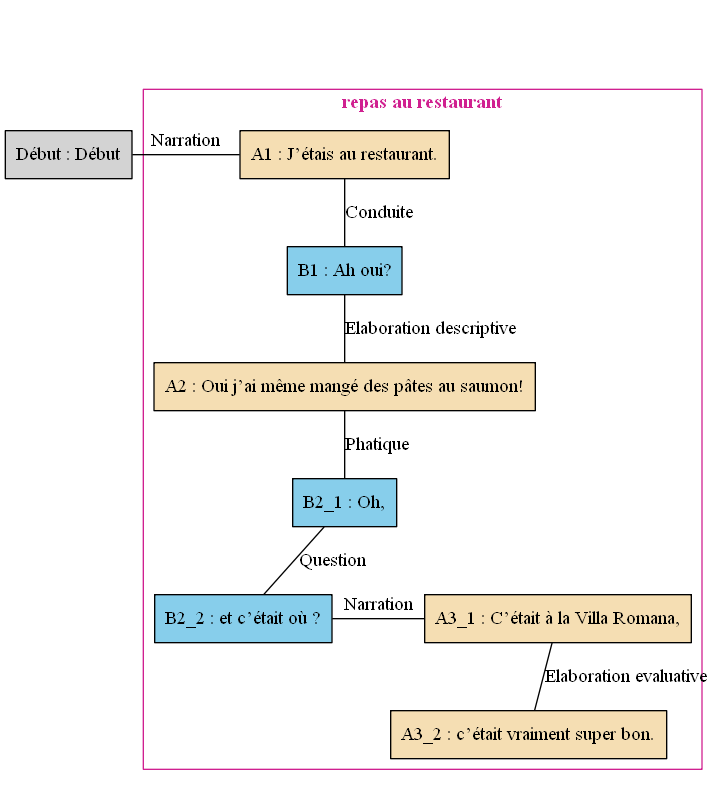 repas au restaurant
Début : Début
Narration
A1 : J’étais au restaurant.
Conduite
B1 : Ah oui?
Elaboration descriptive
A2 : Oui j’ai même mangé des pâtes au saumon!
Phatique
B2_1 : Oh,
Question
B2_2 : et c’était où ?
Narration
A3_1 : C’était à la Villa Romana,
Elaboration evaluative
A3_2 : c’était vraiment super bon.